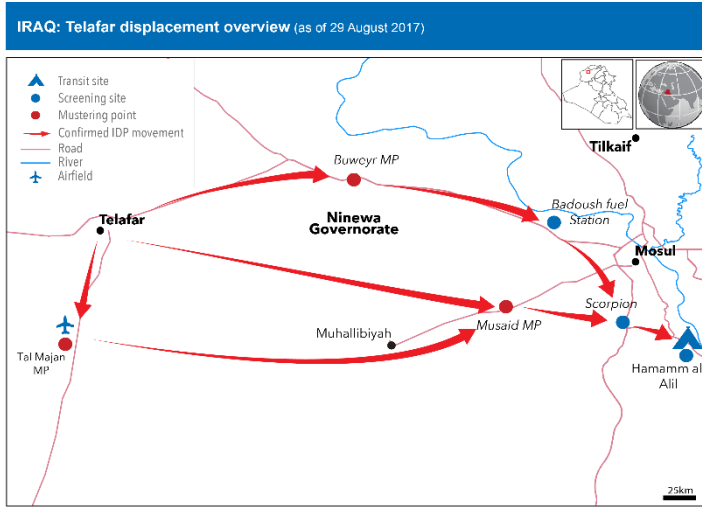 IRAQ: Telafar displacement overview (as of 29 August 2017)
Transit site
Screening site
Mustering point
Confirmed IDP movement
Road
River
Airfield
Tilkaif
Buweyr MP
Badoush fuel
Station
Telafar
Ninewa
Governorate
Mosul
Scorpion
Musaid MP
Muhallibiyah
Tal Majan
MP
Hamamm al
Alil
25km